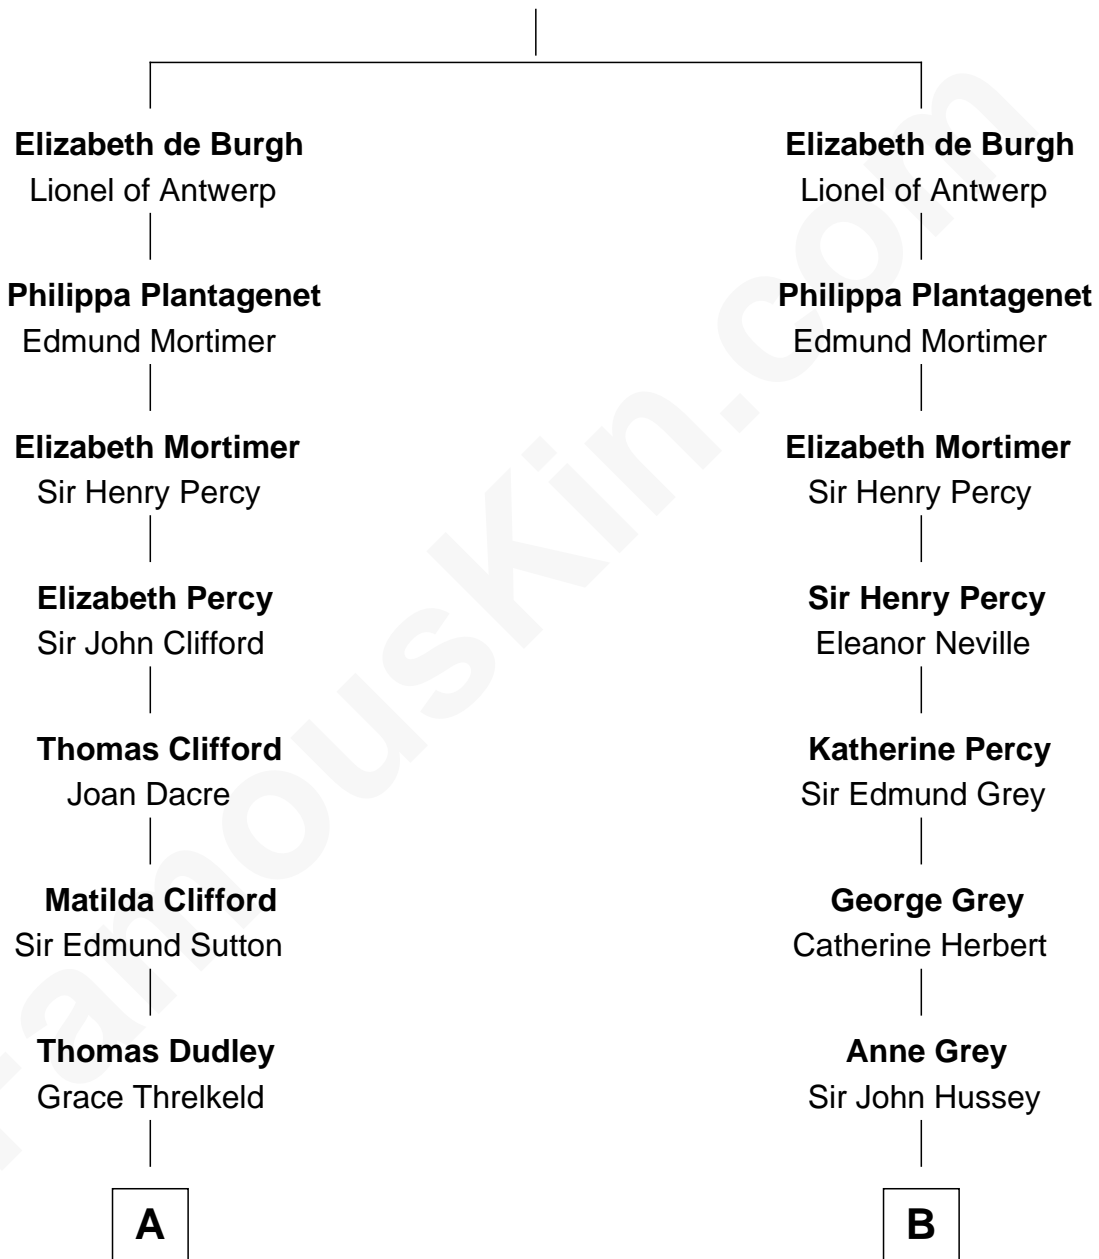 Elizabeth de Burgh
Lionel of Antwerp
Philippa Plantagenet
Edmund Mortimer
Elizabeth Mortimer
Sir Henry Percy
Elizabeth Percy
Sir John Clifford
Thomas Clifford
Joan Dacre
Matilda Clifford
Sir Edmund Sutton
Thomas Dudley
Grace Threlkeld
A
Elizabeth de Burgh
Lionel of Antwerp
Philippa Plantagenet
Edmund Mortimer
Elizabeth Mortimer
Sir Henry Percy
Sir Henry Percy
Eleanor Neville
Katherine Percy
Sir Edmund Grey
George Grey
Catherine Herbert
Anne Grey
Sir John Hussey
B
FamousKin.com